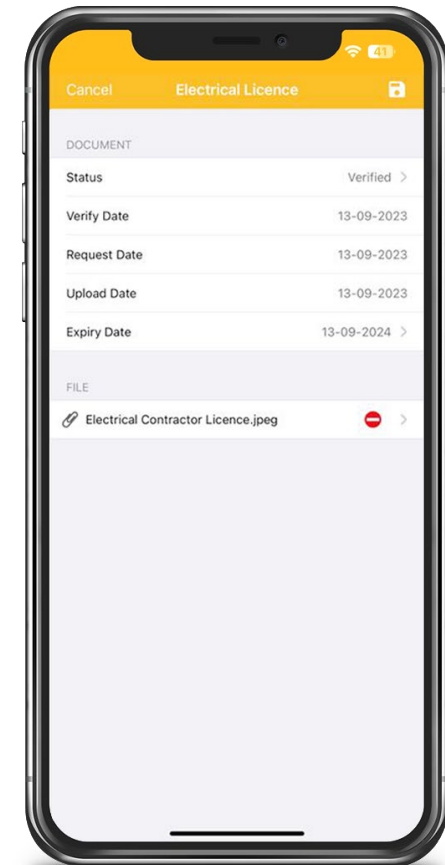 41
Cancel Electrical Licence
DOCUMENT
Status Verified
Verify Date 13-09-2023
Request Date 13-09-2023
Upload Date 13-09-2023
Expiry Date 13-09-2024
FILE
Electrical Contractor Licence.jpeg